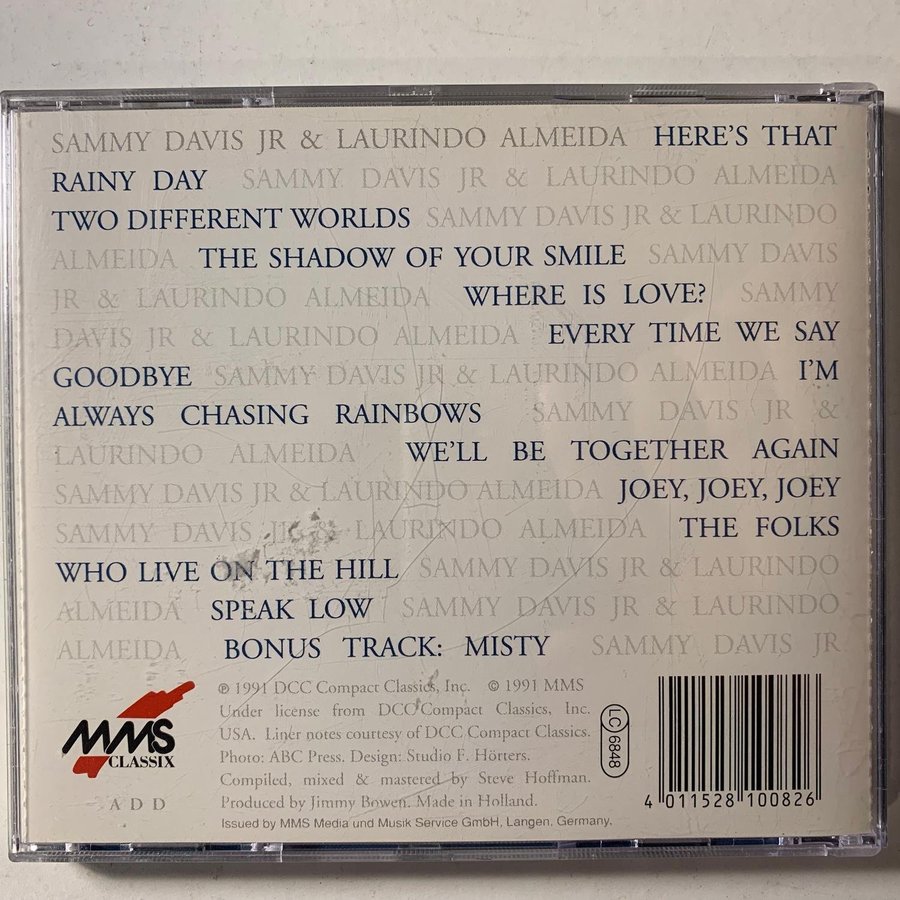 SAMMY DAVIS JR & LAURINDO ALMEIDA HERE'S THAT
RAINY DAY SAMMY DAVIS JR & LAURINDO ALMEIDA
TWO DIFFERENT WORLDS SAMMY DAVIS JR & LAURINDO
ALMEIDA THE SHADOW OF YOUR SMILE SAMMY DAVIS
JR & LAURINDO ALMEIDA WHERE IS LOVE? SAMMY
DAVIS JR & LAURINDO ALMEIDA EVERY TIME WE SAY
GOODBYE SAMMY DAVIS JR & LAURINDO ALMEIDA I'M
ALWAYS CHASING RAINBOWS SAMMY DAVIS JR &
LAURINDO ALMEIDA WE'LL BE TOGETHER AGAIN
SAMMY DAVIS JR & LAURINDO ALMEIDA JOEY, JOEY, JOEY
SAMMY DAVIS JR & LAURINDO ALMEIDA THE FOLKS
WHO LIVE ON THE HILL SAMMY DAVIS JR & LAURINDO
ALMEIDA SPEAK LOW SAMMY DAVIS JR & LAURINDO
ALMEIDA BONUS TRACK: MISTY SAMMY DAVIS JR
MMS
CLASSIX
ADD
℗ 1991 DCC Compact Classics, Inc. © 1991 MMS
Under license from DCC Compact Classics, Inc.
USA. Liner notes courtesy of DCC Compact Classics.
Photo: ABC Press. Design: Studio F. Hörters.
Compiled, mixed & mastered by Steve Hoffman.
Produced by Jimmy Bowen. Made in Holland.
Issued by MMS Media und Musik Service GmbH, Langen, Germany.
LC 6848
4 011528 100826